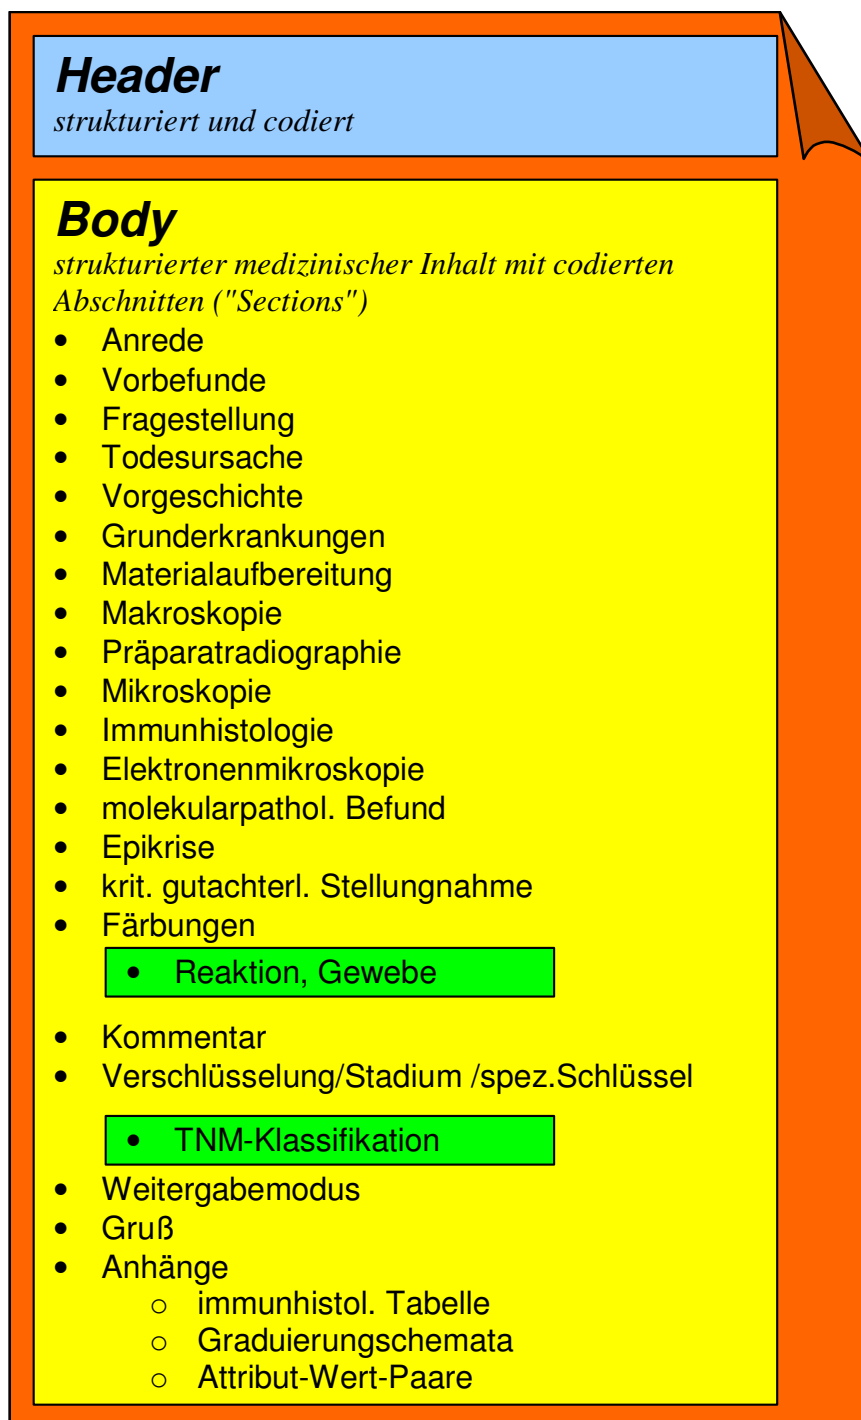 Header
strukturiert und codiert
Body
strukturierter medizinischer Inhalt mit codierten
Abschnitten ("Sections")
• Anrede
• Vorbefunde
• Fragestellung
• Todesursache
• Vorgeschichte
• Grunderkrankungen
• Materialaufbereitung
• Makroskopie
• Präparatradiographie
• Mikroskopie
• Immunhistologie
• Elektronenmikroskopie
• molekularpathol. Befund
• Epikrise
• krit. gutachterl. Stellungnahme
• Färbungen
• Reaktion, Gewebe
• Kommentar
• Verschlüsselung/Stadium /spez.Schlüssel
• TNM-Klassifikation
• Weitergabemodus
• Gruß
• Anhänge
○ immunhistol. Tabelle
○ Graduierungschemata
○ Attribut-Wert-Paare